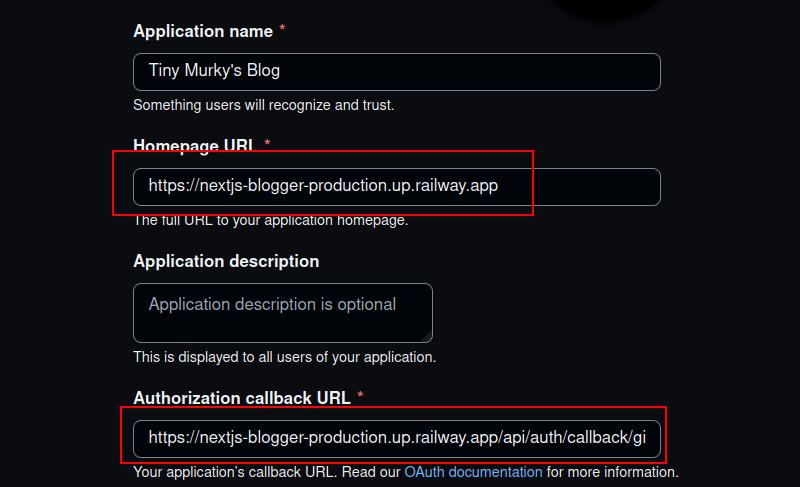 Application name *
Tiny Murky's Blog
Something users will recognize and trust.
Homepage URL *
https://nextjs-blogger-production.up.railway.app
The full URL to your application homepage.
Application description
Application description is optional
This is displayed to all users of your application.
Authorization callback URL *
https://nextjs-blogger-production.up.railway.app/api/auth/callback/gi
Your application's callback URL. Read our OAuth documentation for more information.